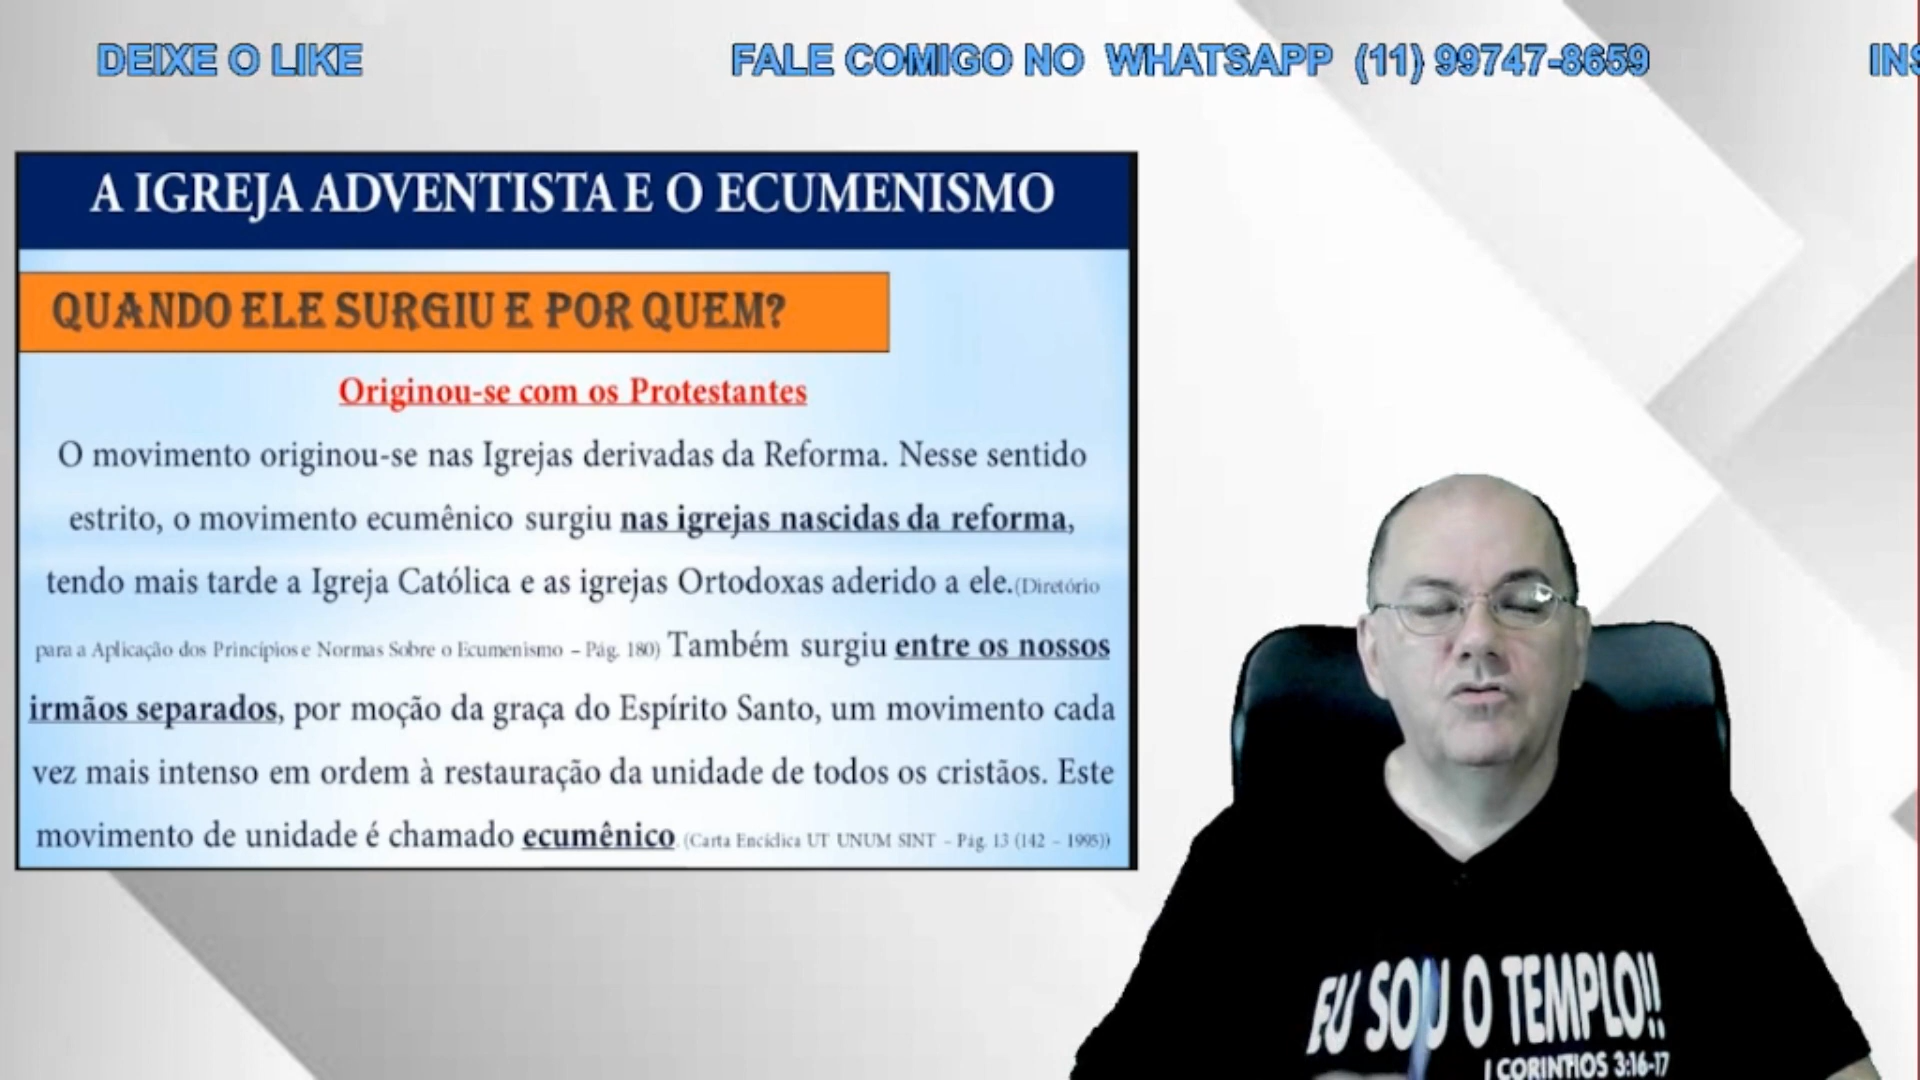 DEIXE O LIKE
FALE COMIGO NO WHATSAPP (11) 99747-8659
INS
A IGREJA ADVENTISTA E O ECUMENISMO
QUANDO ELE SURGIU E POR QUEM?
Originou-se com os Protestantes
O movimento originou-se nas Igrejas derivadas da Reforma. Nesse sentido
estrito, o movimento ecumênico surgiu nas igrejas nascidas da reforma,
tendo mais tarde a Igreja Católica e as igrejas Ortodoxas aderido a ele.(Diretório
para a Aplicação dos Princípios e Normas Sobre o Ecumenismo – Pág. 180) Também surgiu entre os nossos
irmãos separados, por moção da graça do Espírito Santo, um movimento cada
vez mais intenso em ordem à restauração da unidade de todos os cristãos. Este
movimento de unidade é chamado ecumênico. (Carta Encíclica UT UNUM SINT – Pág. 13 (142 – 1995))
EU SOU O TEMPLO!!
I CORINTIOS 3:16-17